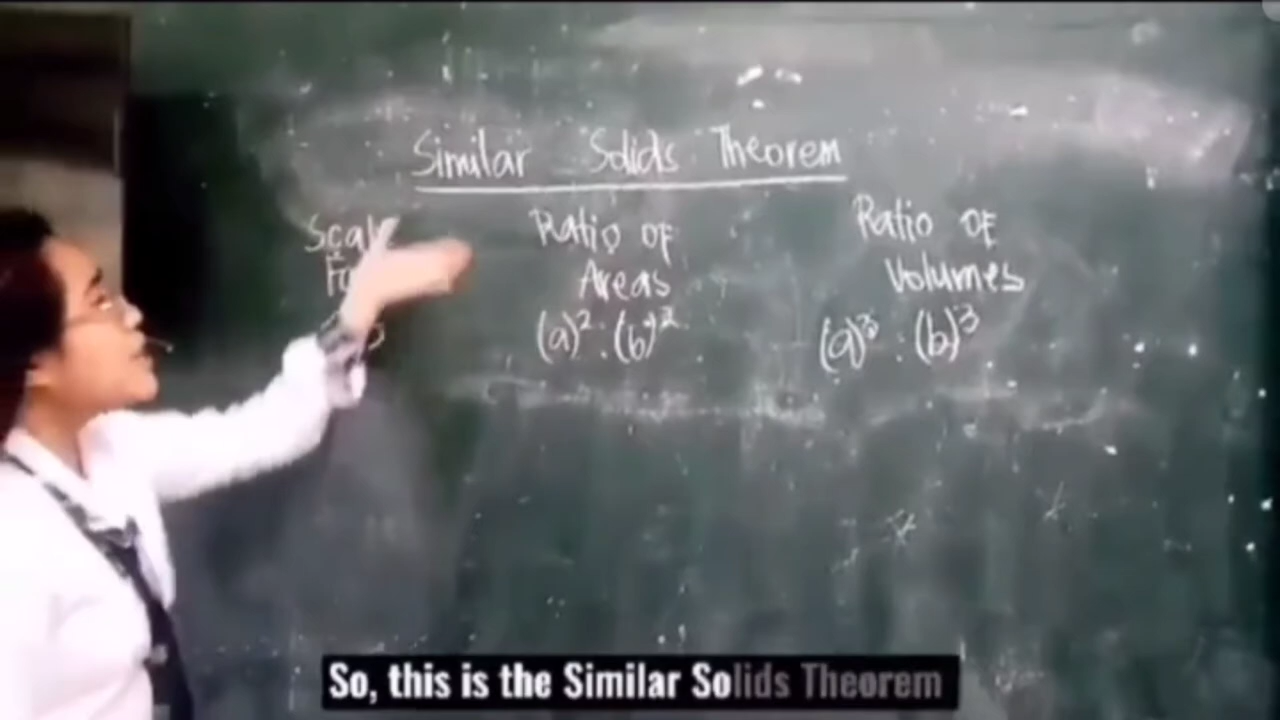 Similar Solids Theorem
Ratio of Areas
Ratio of Volumes
(a)² : (b)²
(a)³ : (b)³
So, this is the Similar Solids Theorem